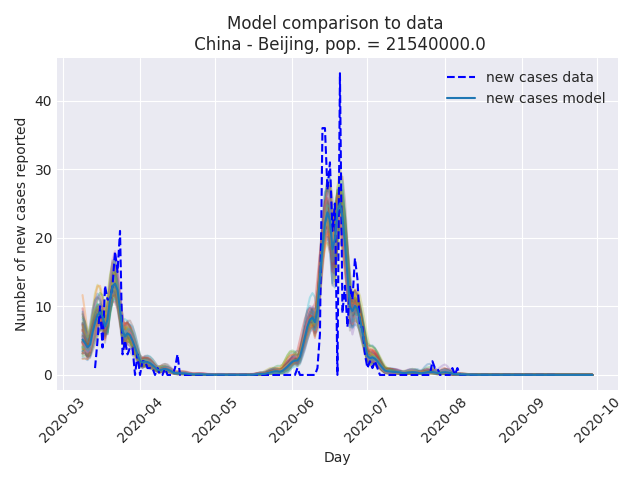 Model comparison to data
China - Beijing, pop. = 21540000.0
new cases data
new cases model
Number of new cases reported
40
30
20
10
0
2020-03
2020-04
2020-05
2020-06
2020-07
2020-08
2020-09
2020-10
Day